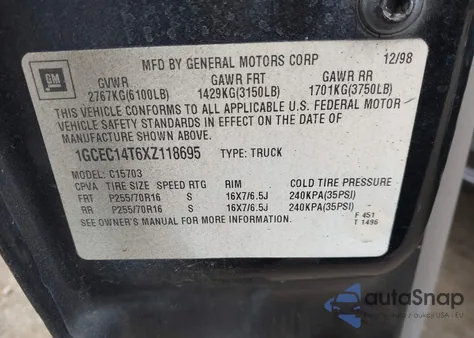 MFD BY GENERAL MOTORS CORP 12/98
GM
GVWR GAWR FRT GAWR RR
2767KG(6100LB) 1429KG(3150LB) 1701KG(3750LB)
THIS VEHICLE CONFORMS TO ALL APPLICABLE U.S. FEDERAL MOTOR
VEHICLE SAFETY STANDARDS IN EFFECT ON THE DATE OF
MANUFACTURE SHOWN ABOVE.
1GCEC14T6XZ118695 TYPE: TRUCK
MODEL: C15703
CPVA TIRE SIZE SPEED RTG RIM COLD TIRE PRESSURE
FRT P255/70R16 S 16X7/6.5J 240KPA(35PSI)
RR P255/70R16 S 16X7/6.5J 240KPA(35PSI)
SEE OWNER'S MANUAL FOR MORE INFORMATION.
F 451
T 1496
autoSnap